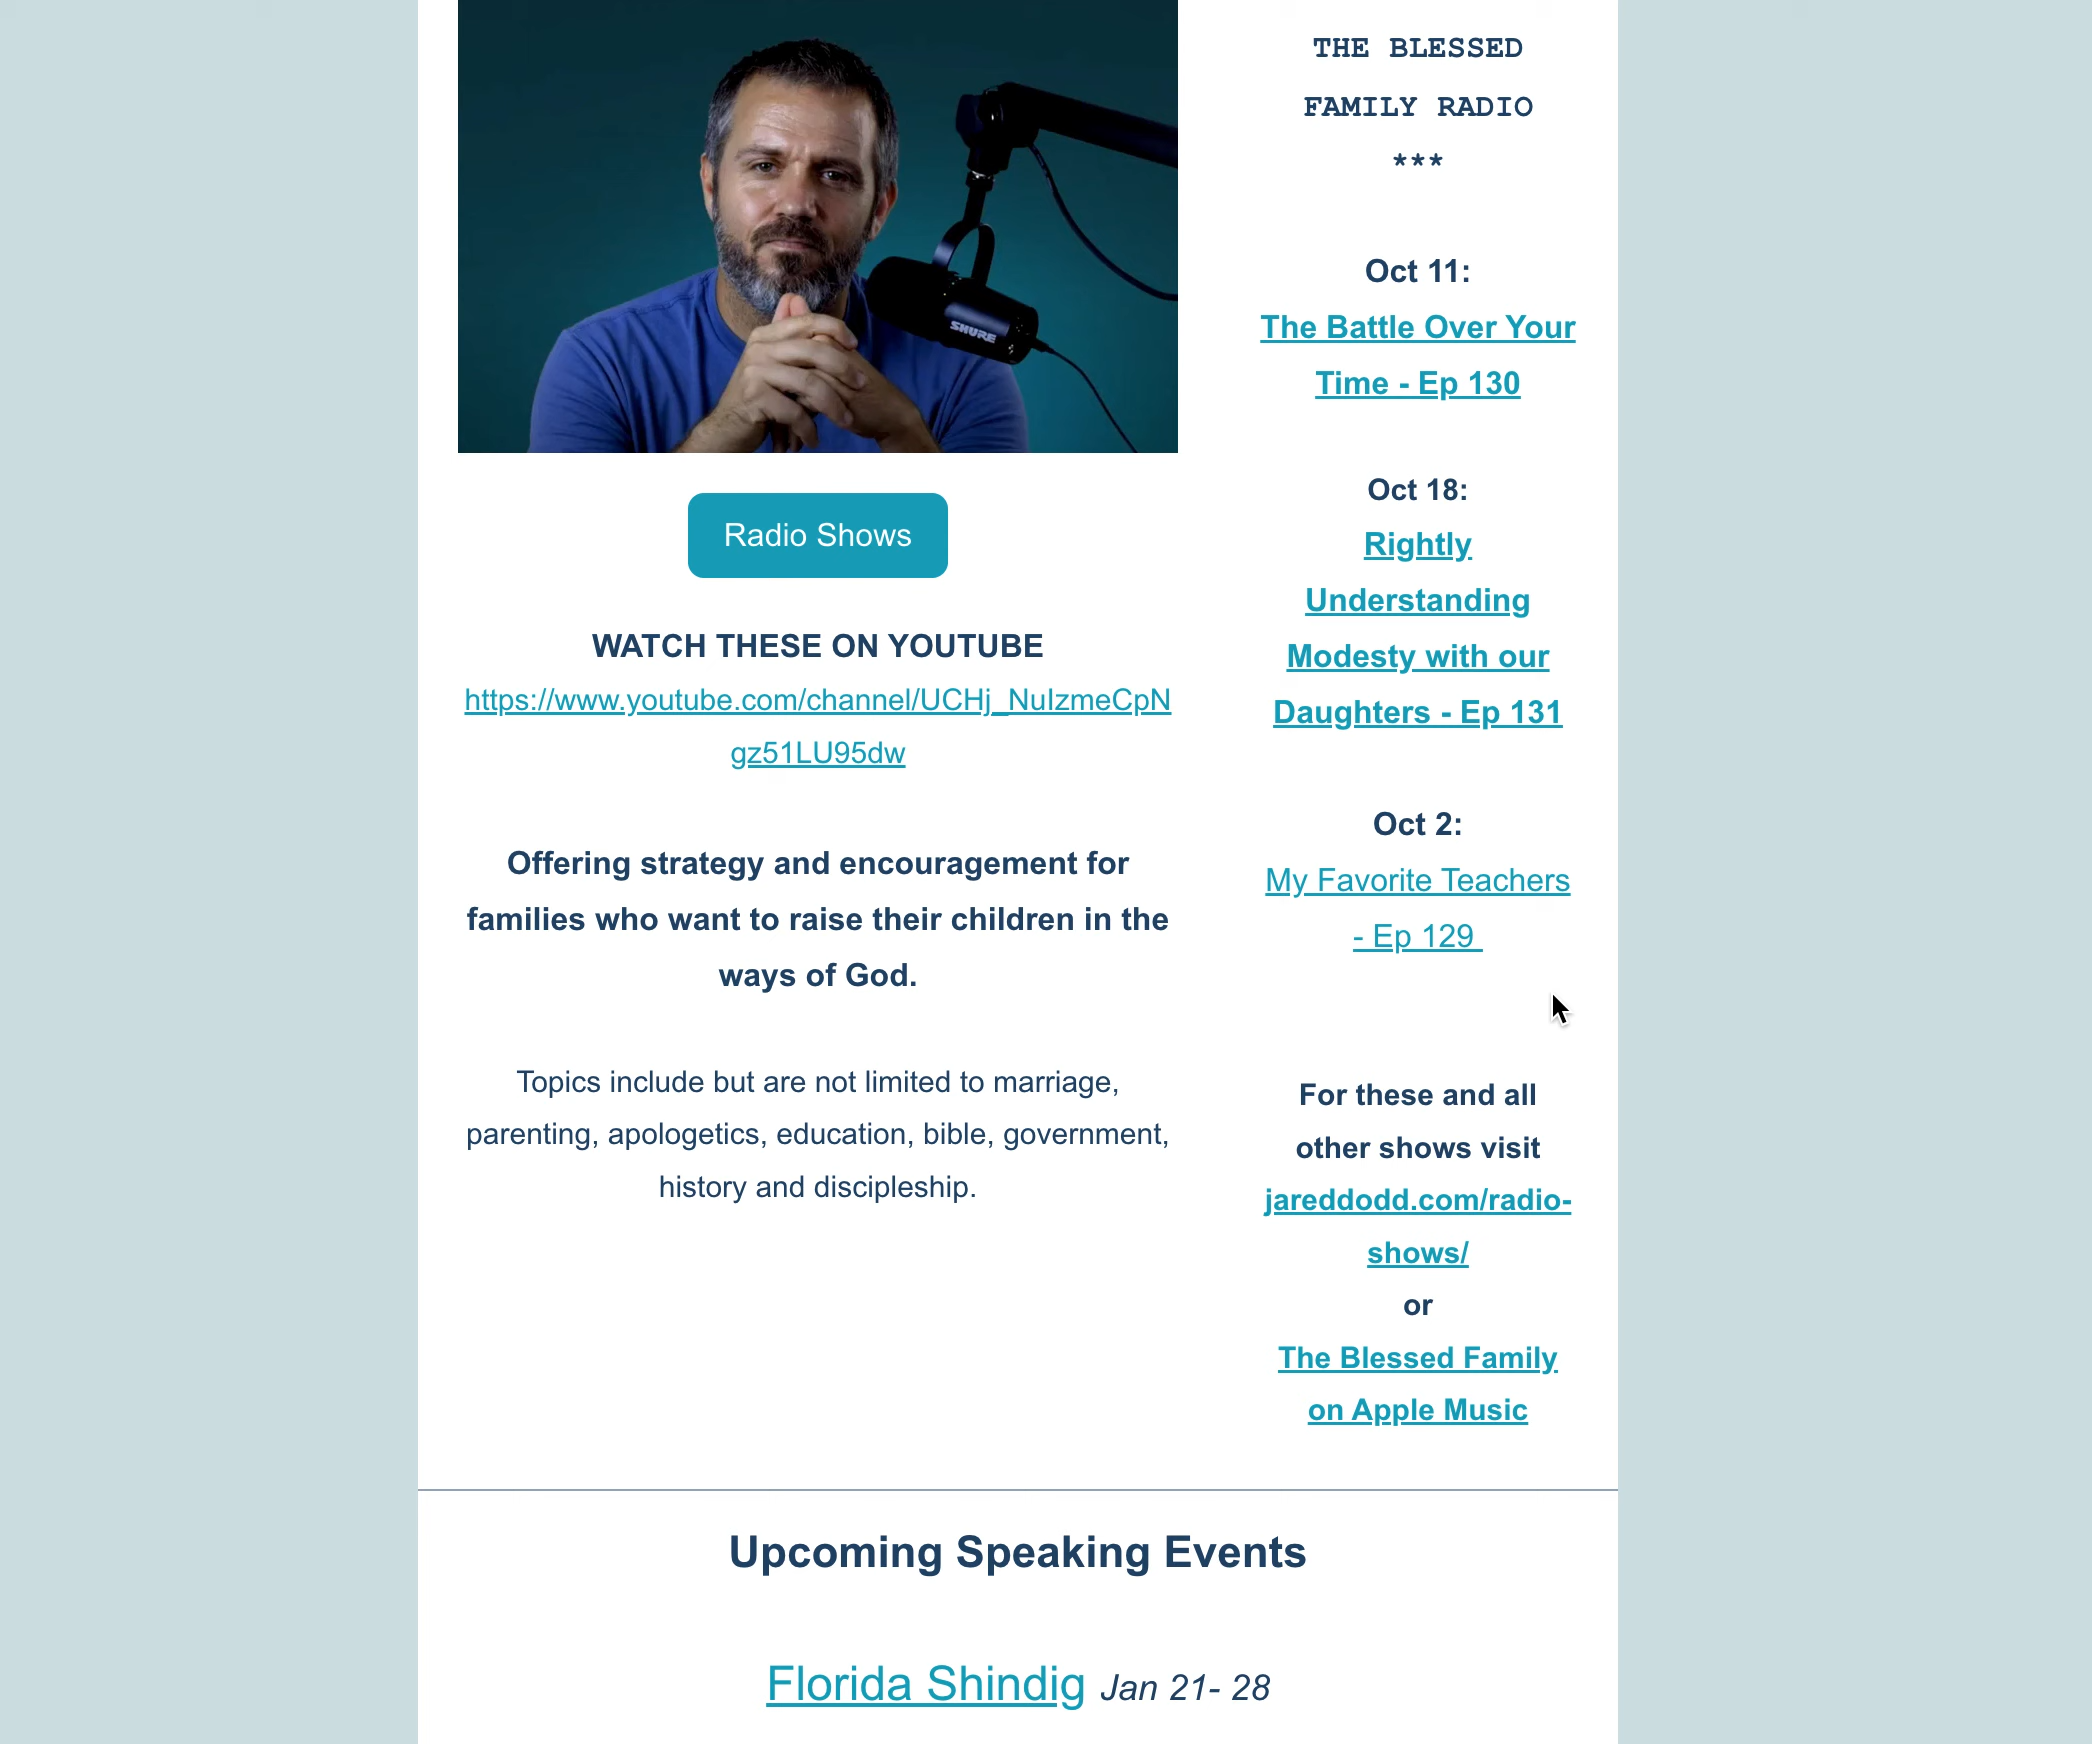 SHURE
Radio Shows
WATCH THESE ON YOUTUBE
https://www.youtube.com/channel/UCHj_NuIzmeCpN
gz51LU95dw
Offering strategy and encouragement for
families who want to raise their children in the
ways of God.
Topics include but are not limited to marriage,
parenting, apologetics, education, bible, government,
history and discipleship.
THE BLESSED
FAMILY RADIO
***
Oct 11:
The Battle Over Your
Time - Ep 130
Oct 18:
Rightly
Understanding
Modesty with our
Daughters - Ep 131
Oct 2:
My Favorite Teachers
- Ep 129
For these and all
other shows visit
jareddodd.com/radio-
shows/
or
The Blessed Family
on Apple Music
Upcoming Speaking Events
Florida Shindig Jan 21- 28